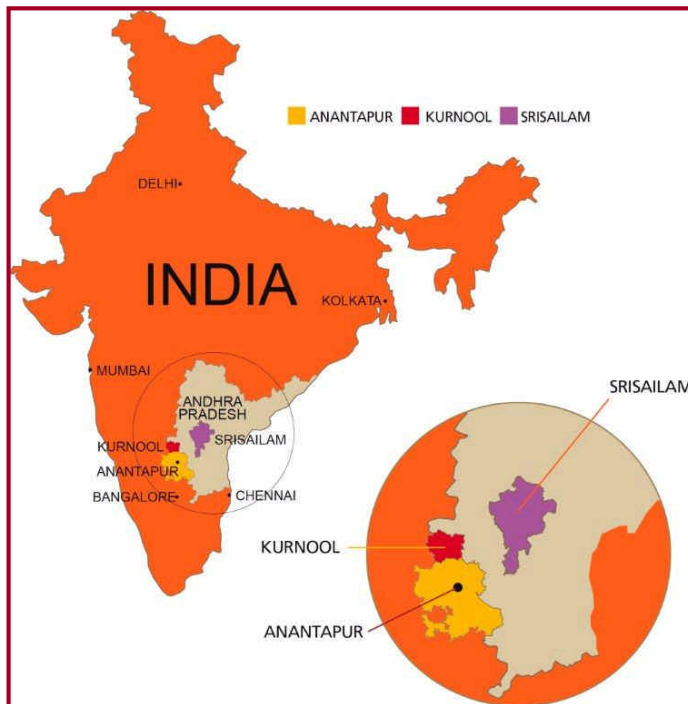 ANANTAPUR KURNOOL SRISAILAM
DELHI
INDIA
KOLKATA
MUMBAI
ANDHRA
PRADESH
KURNOOL
SRISAILAM
ANANTAPUR
BANGALORE
CHENNAI
SRISAILAM
KURNOOL
ANANTAPUR